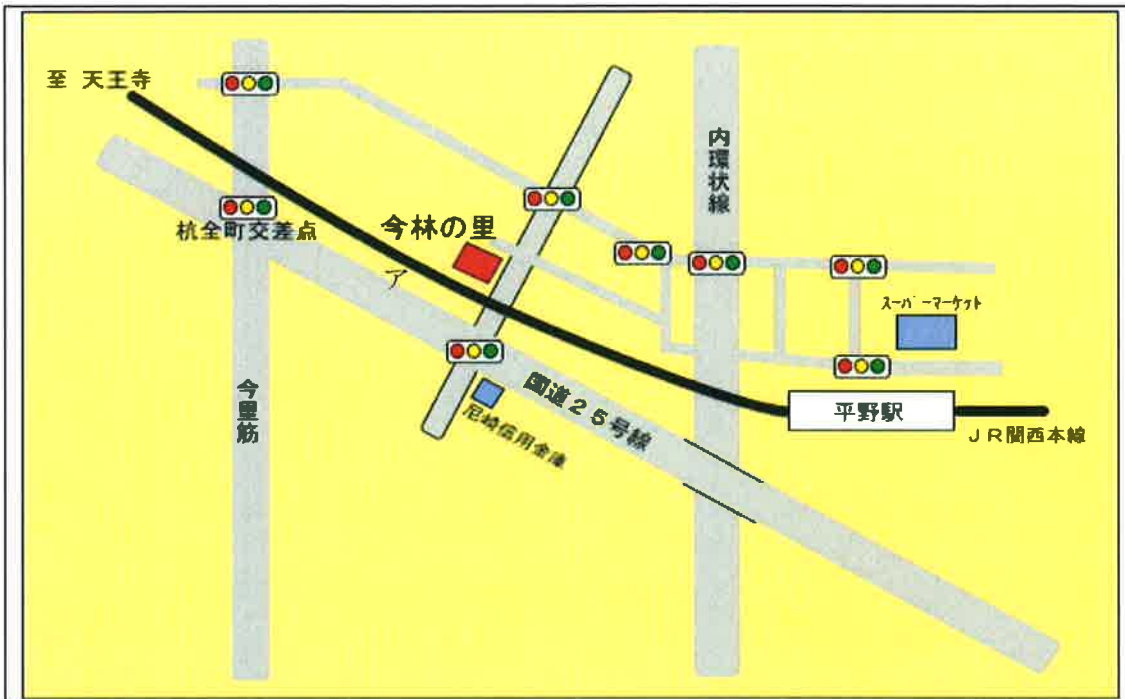 至 天王寺
内環状線
杭全町交差点
今林の里
ア
スーパーマーケット
今里筋
国道25号線
尼崎信用金庫
平野駅
JR関西本線